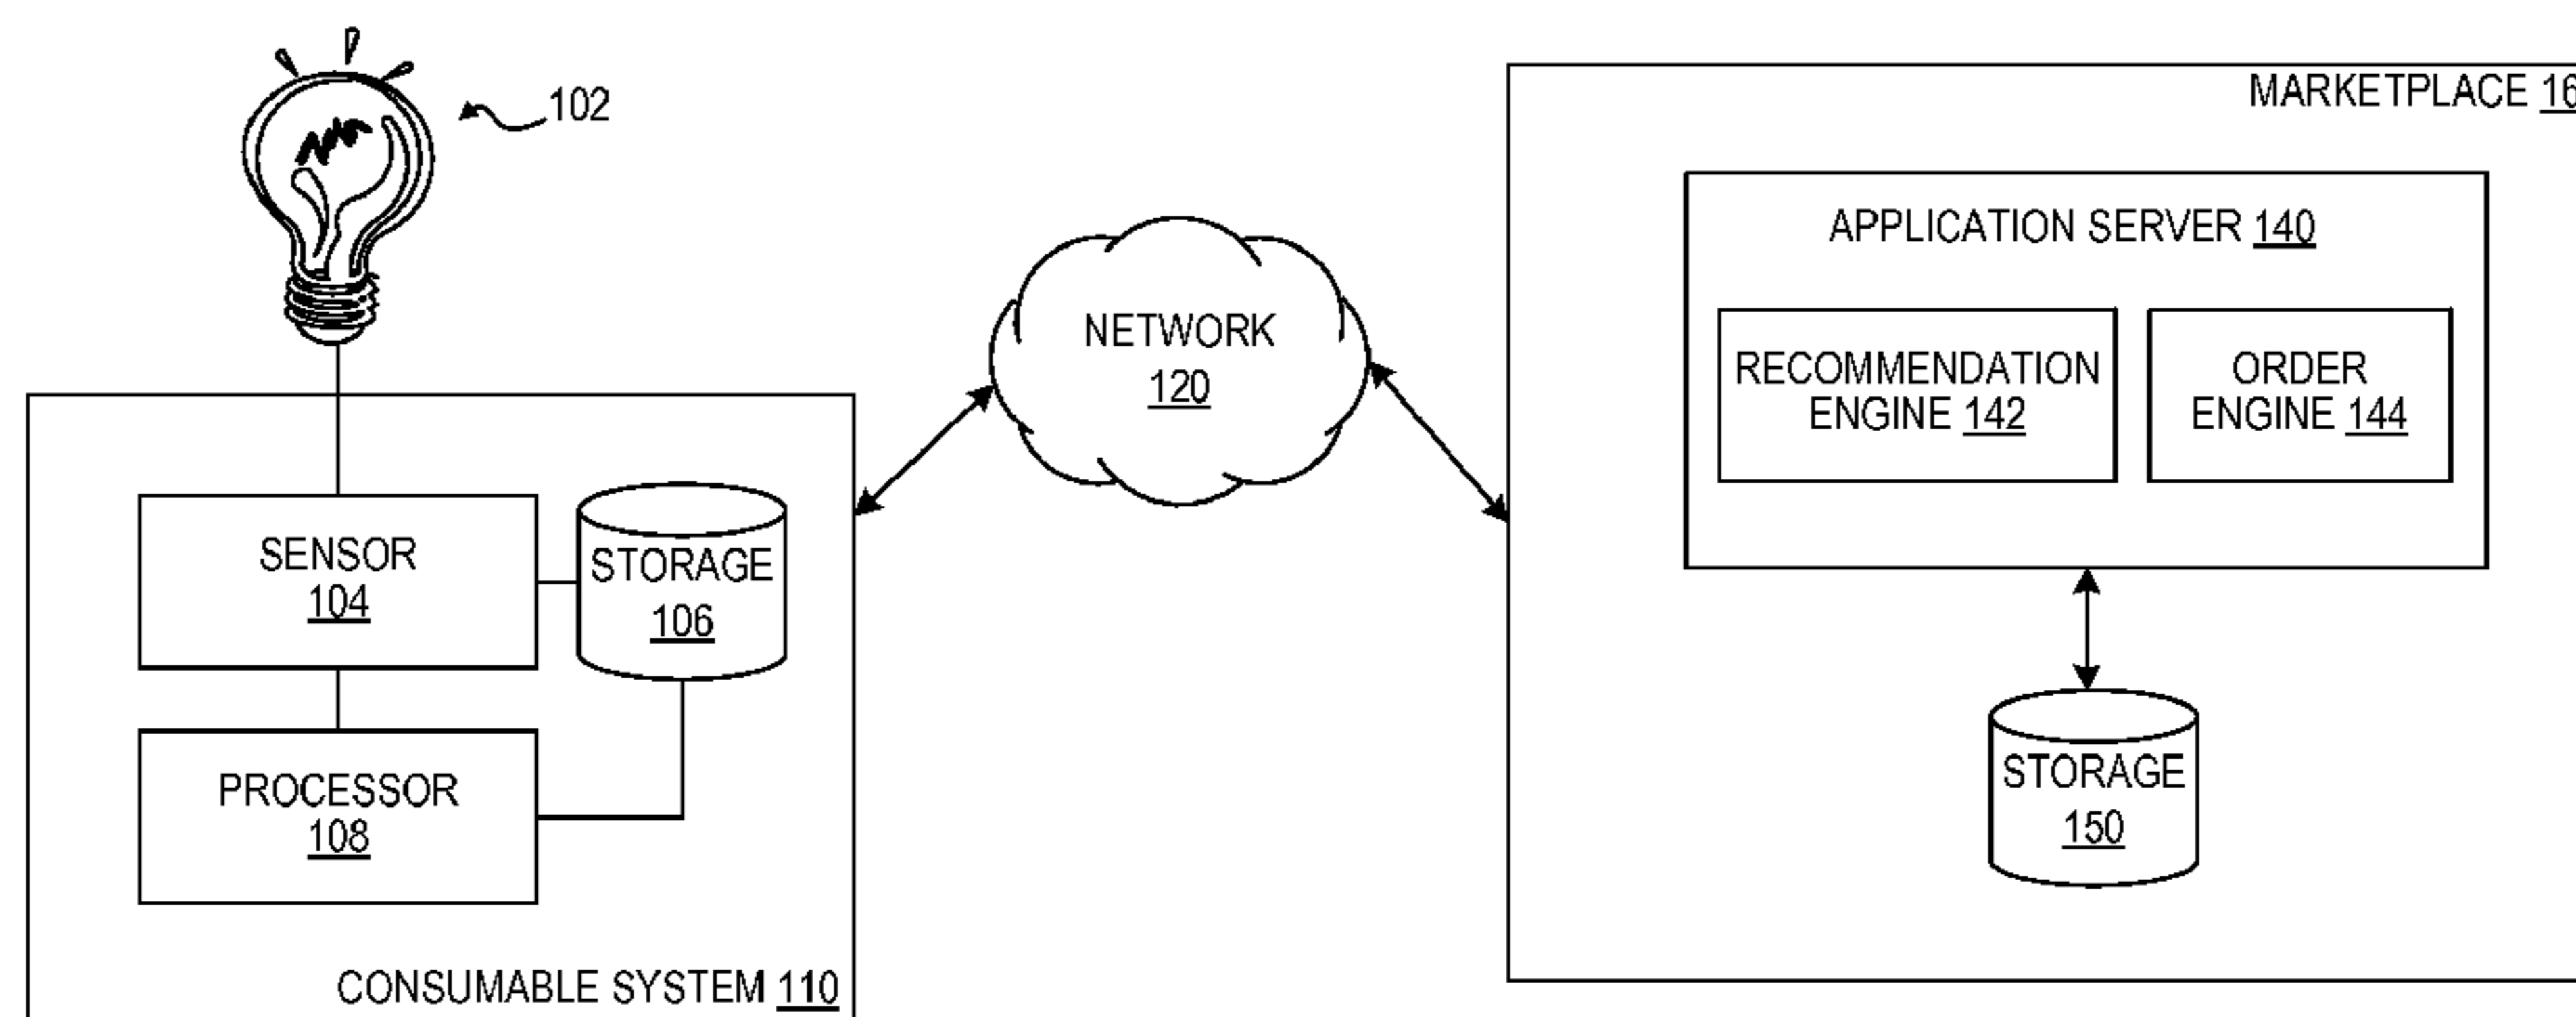 102
MARKETPLACE 16
APPLICATION SERVER 140
NETWORK
120
RECOMMENDATION
ENGINE 142
ORDER
ENGINE 144
SENSOR
104
STORAGE
106
PROCESSOR
108
STORAGE
150
CONSUMABLE SYSTEM 110